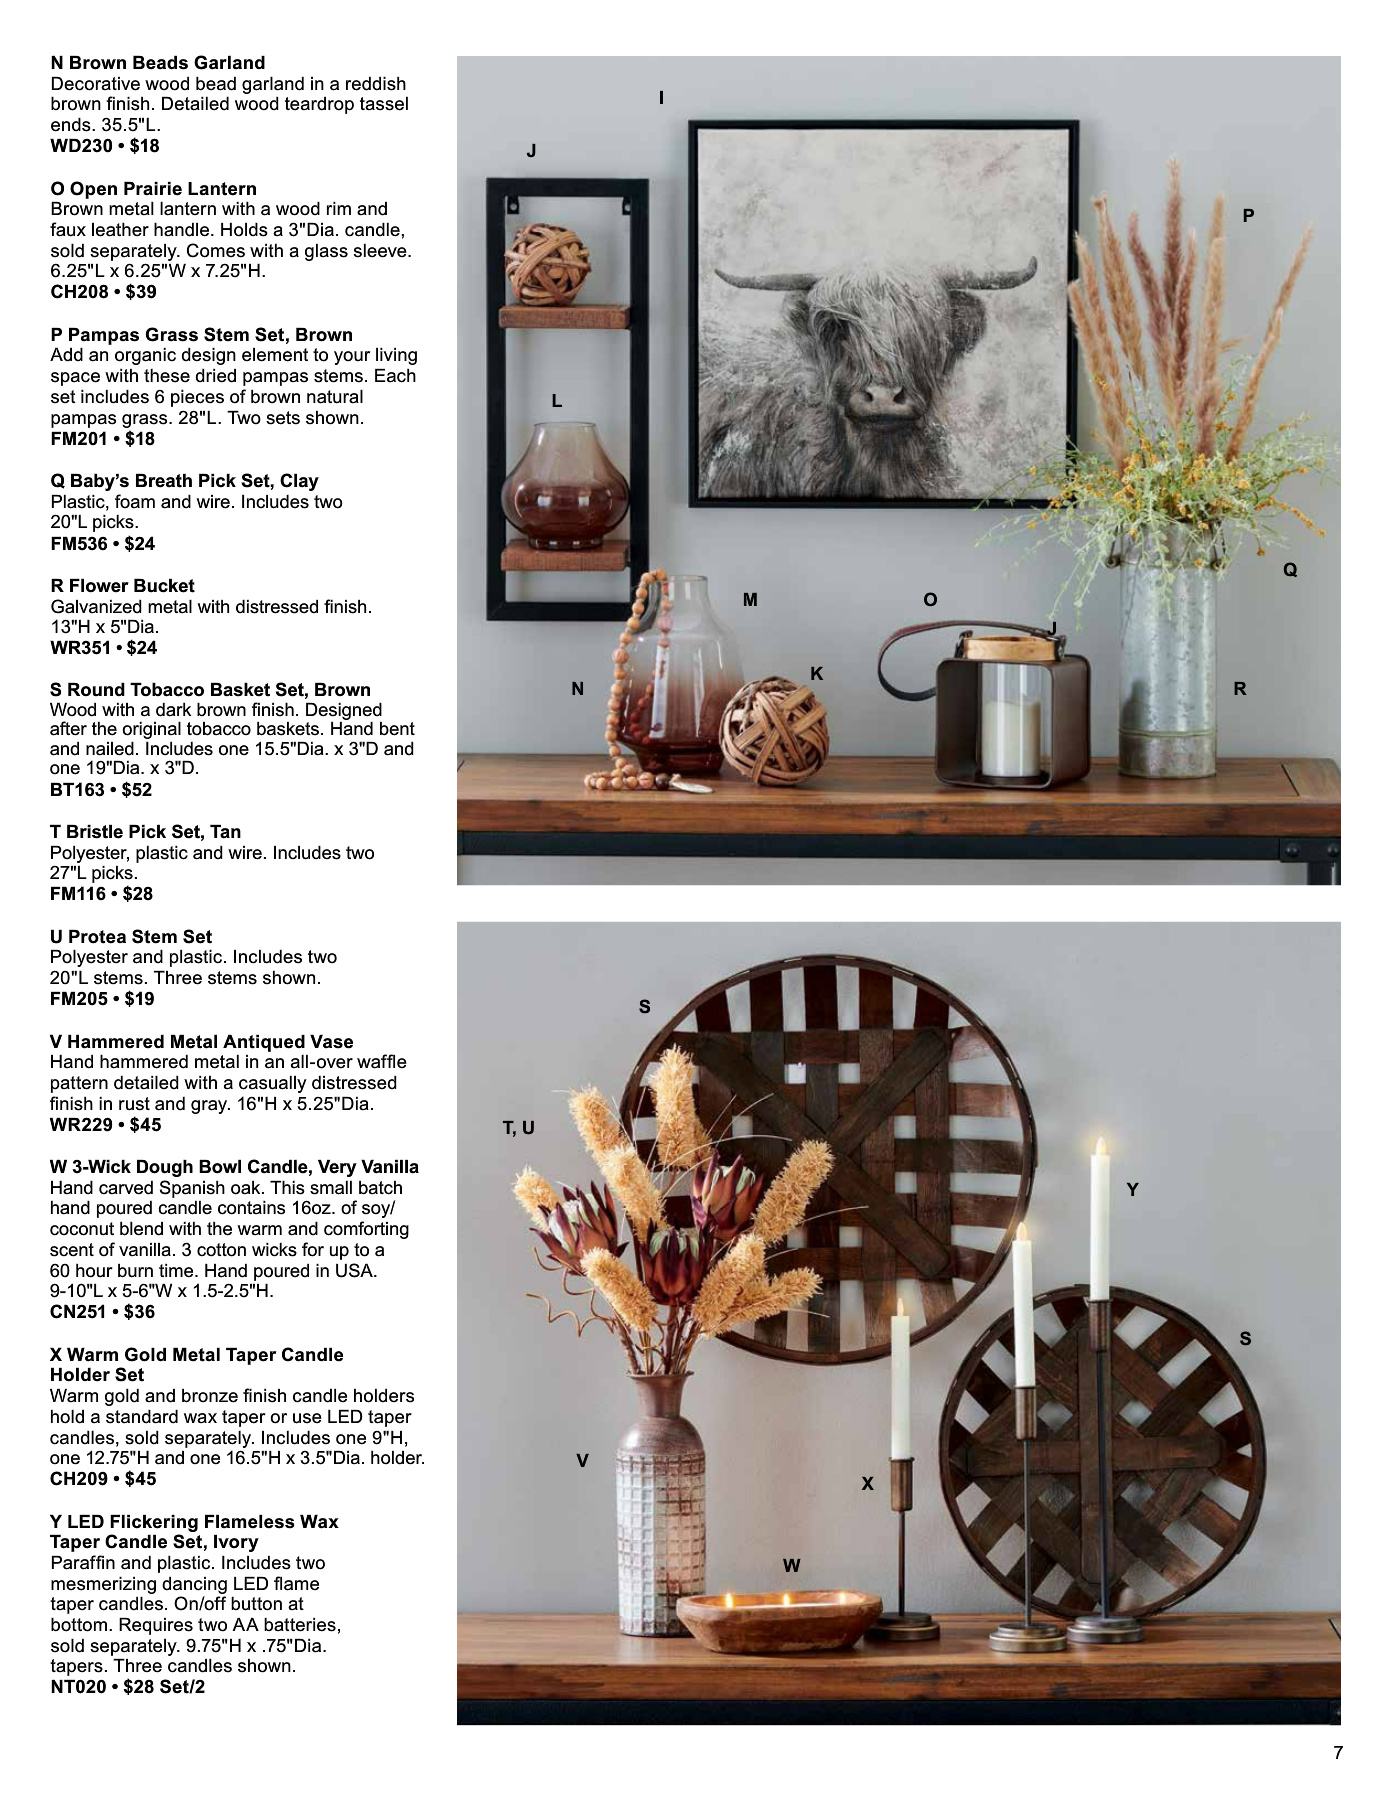 N Brown Beads Garland
Decorative wood bead garland in a reddish
brown finish. Detailed wood teardrop tassel
ends. 35.5"L.
WD230 • $18
O Open Prairie Lantern
Brown metal lantern with a wood rim and
faux leather handle. Holds a 3"Dia. candle,
sold separately. Comes with a glass sleeve.
6.25"L x 6.25"W x 7.25"H.
CH208 • $39
P Pampas Grass Stem Set, Brown
Add an organic design element to your living
space with these dried pampas stems. Each
set includes 6 pieces of brown natural
pampas grass. 28"L. Two sets shown.
FM201 • $18
Q Baby’s Breath Pick Set, Clay
Plastic, foam and wire. Includes two
20"L picks.
FM536 • $24
R Flower Bucket
Galvanized metal with distressed finish.
13"H x 5"Dia.
WR351 • $24
S Round Tobacco Basket Set, Brown
Wood with a dark brown finish. Designed
after the original tobacco baskets. Hand bent
and nailed. Includes one 15.5"Dia. x 3"D and
one 19"Dia. x 3"D.
BT163 • $52
T Bristle Pick Set, Tan
Polyester, plastic and wire. Includes two
27"L picks.
FM116 • $28
U Protea Stem Set
Polyester and plastic. Includes two
20"L stems. Three stems shown.
FM205 • $19
V Hammered Metal Antiqued Vase
Hand hammered metal in an all-over waffle
pattern detailed with a casually distressed
finish in rust and gray. 16"H x 5.25"Dia.
WR229 • $45
W 3-Wick Dough Bowl Candle, Very Vanilla
Hand carved Spanish oak. This small batch
hand poured candle contains 16oz. of soy/
coconut blend with the warm and comforting
scent of vanilla. 3 cotton wicks for up to a
60 hour burn time. Hand poured in USA.
9-10"L x 5-6"W x 1.5-2.5"H.
CN251 • $36
X Warm Gold Metal Taper Candle
Holder Set
Warm gold and bronze finish candle holders
hold a standard wax taper or use LED taper
candles, sold separately. Includes one 9"H,
one 12.75"H and one 16.5"H x 3.5"Dia. holder.
CH209 • $45
Y LED Flickering Flameless Wax
Taper Candle Set, Ivory
Paraffin and plastic. Includes two
mesmerizing dancing LED flame
taper candles. On/off button at
bottom. Requires two AA batteries,
sold separately. 9.75"H x .75"Dia.
tapers. Three candles shown.
NT020 • $28 Set/2
I
J
P
L
Q
M
O
J
K
N
R
S
T, U
Y
S
V
X
W
7